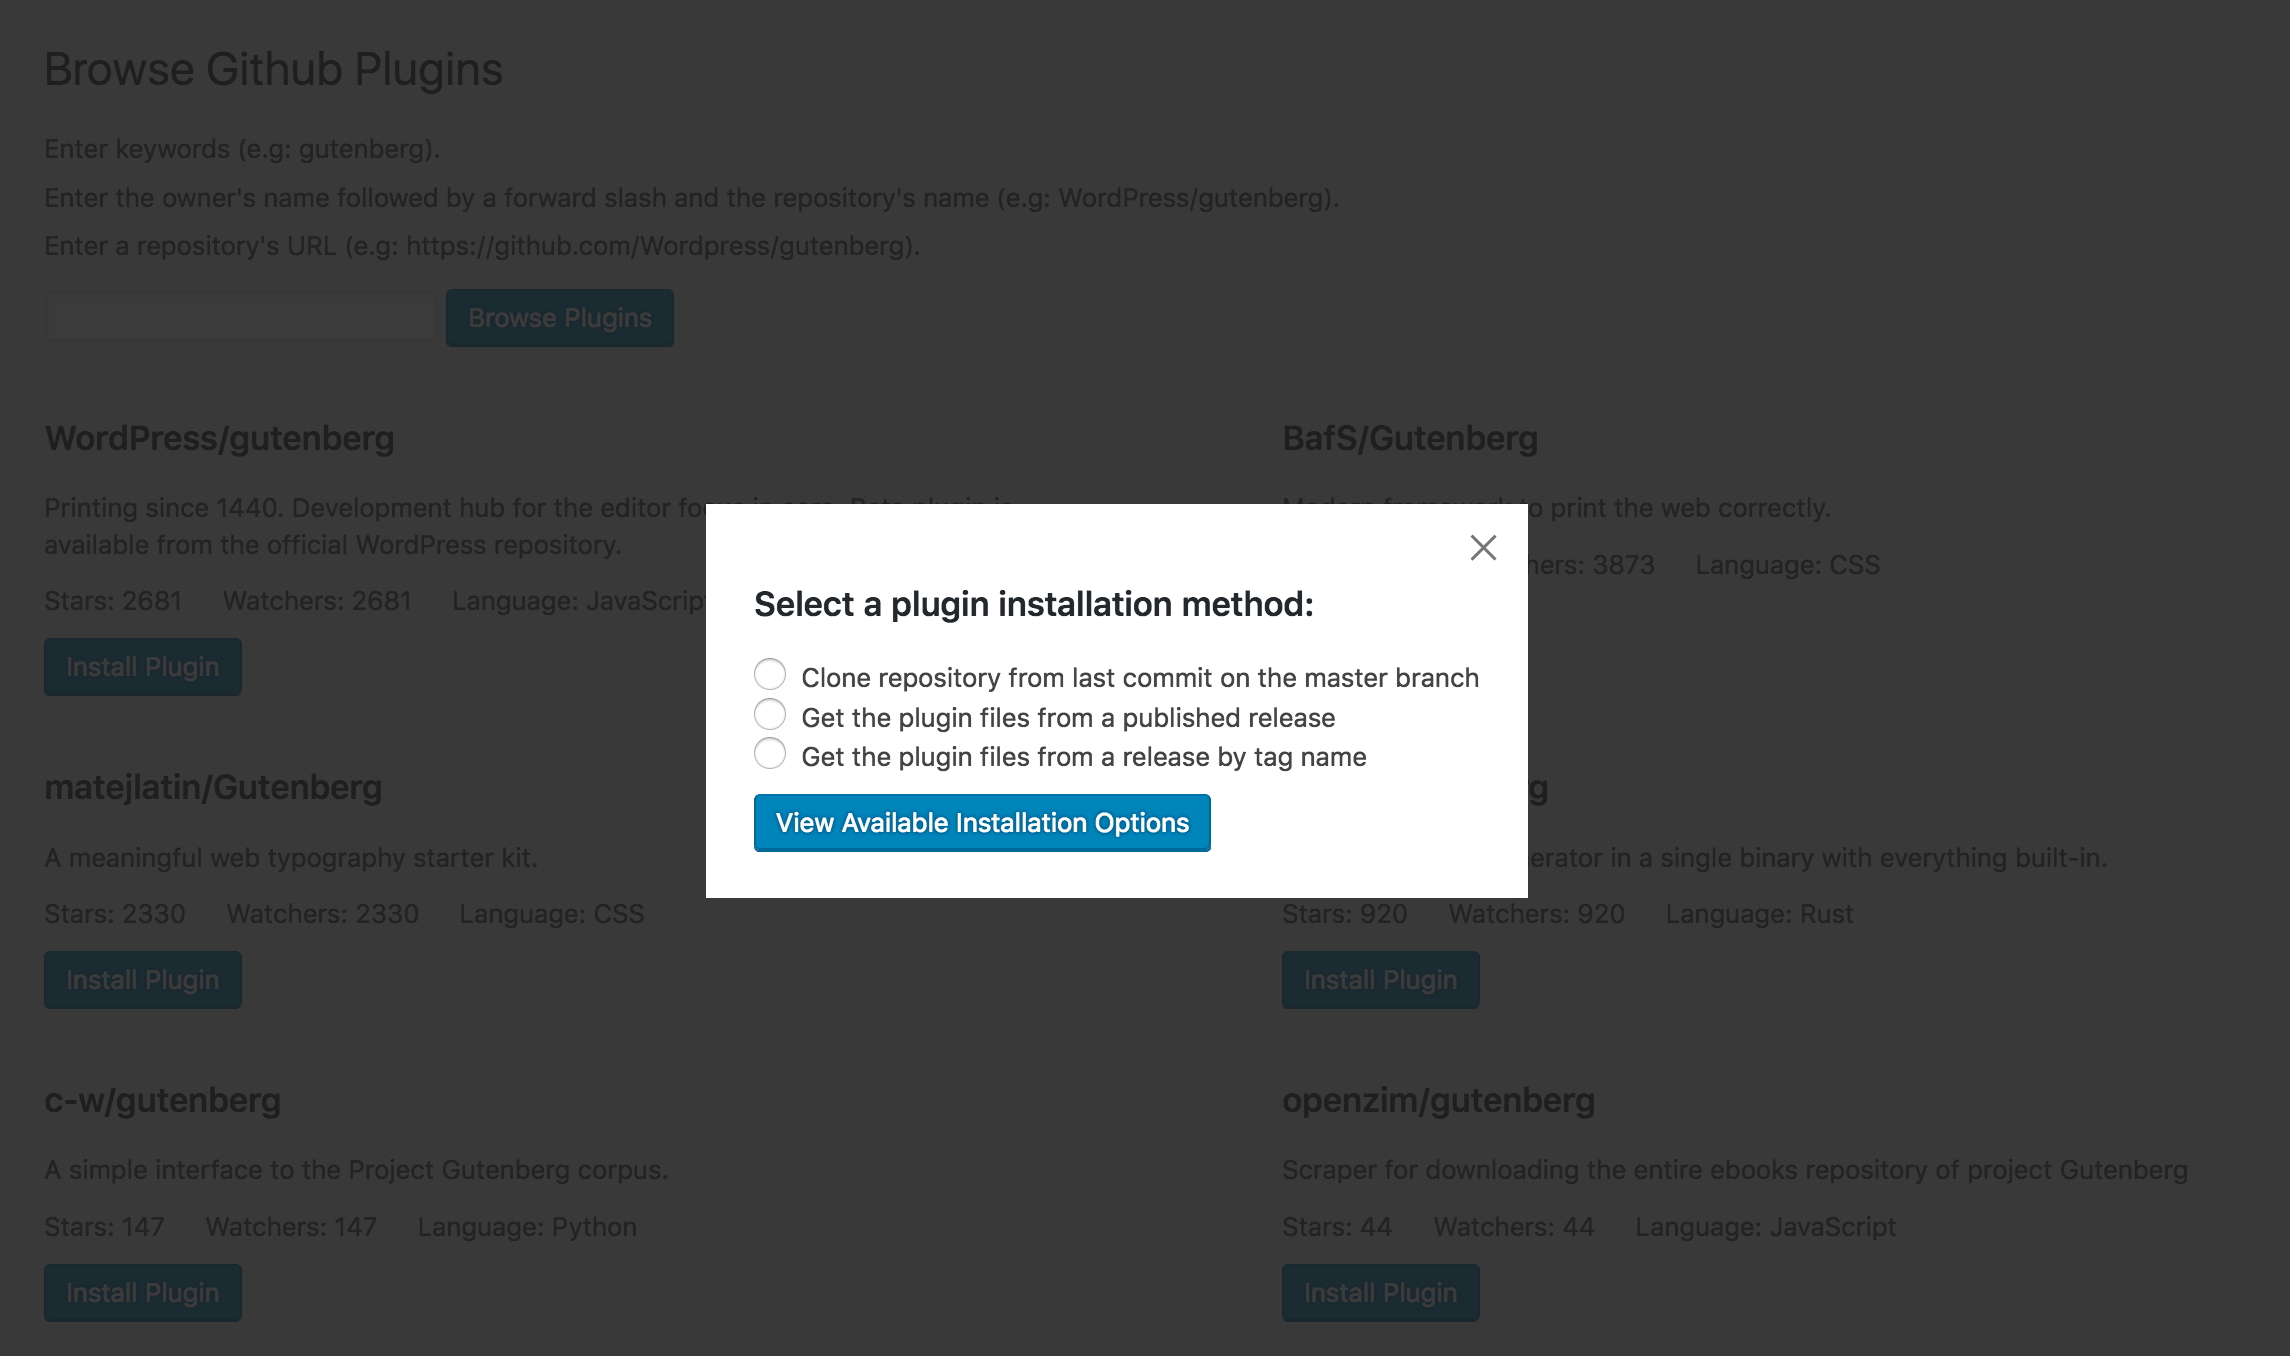 Browse Github Plugins
Enter keywords (e.g: gutenberg).
Enter the owner's name followed by a forward slash and the repository's name (e.g: WordPress/gutenberg).
Enter a repository's URL (e.g: https://github.com/Wordpress/gutenberg).
Browse Plugins
WordPress/gutenberg
Printing since 1440. Development hub for the editor
available from the official WordPress repository.
Stars: 2681 Watchers: 2681 Language: JavaScrip
Install Plugin
BafS/Gutenberg
print the web correctly.
hers: 3873 Language: CSS
Select a plugin installation method:
Clone repository from last commit on the master branch
Get the plugin files from a published release
Get the plugin files from a release by tag name
View Available Installation Options
matejlatin/Gutenberg
A meaningful web typography starter kit.
Stars: 2330 Watchers: 2330 Language: CSS
Install Plugin
g
erator in a single binary with everything built-in.
Stars: 920 Watchers: 920 Language: Rust
Install Plugin
c-w/gutenberg
A simple interface to the Project Gutenberg corpus.
Stars: 147 Watchers: 147 Language: Python
Install Plugin
openzim/gutenberg
Scraper for downloading the entire ebooks repository of project Gutenberg
Stars: 44 Watchers: 44 Language: JavaScript
Install Plugin